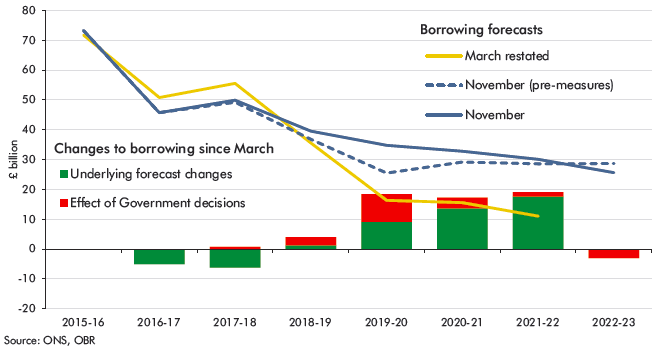 80
70
60
50
40
30
20
10
0
-10
-20
£ billion
Borrowing forecasts
March restated
November (pre-measures)
November
Changes to borrowing since March
Underlying forecast changes
Effect of Government decisions
2015-16 2016-17 2017-18 2018-19 2019-20 2020-21 2021-22 2022-23
Source: ONS, OBR